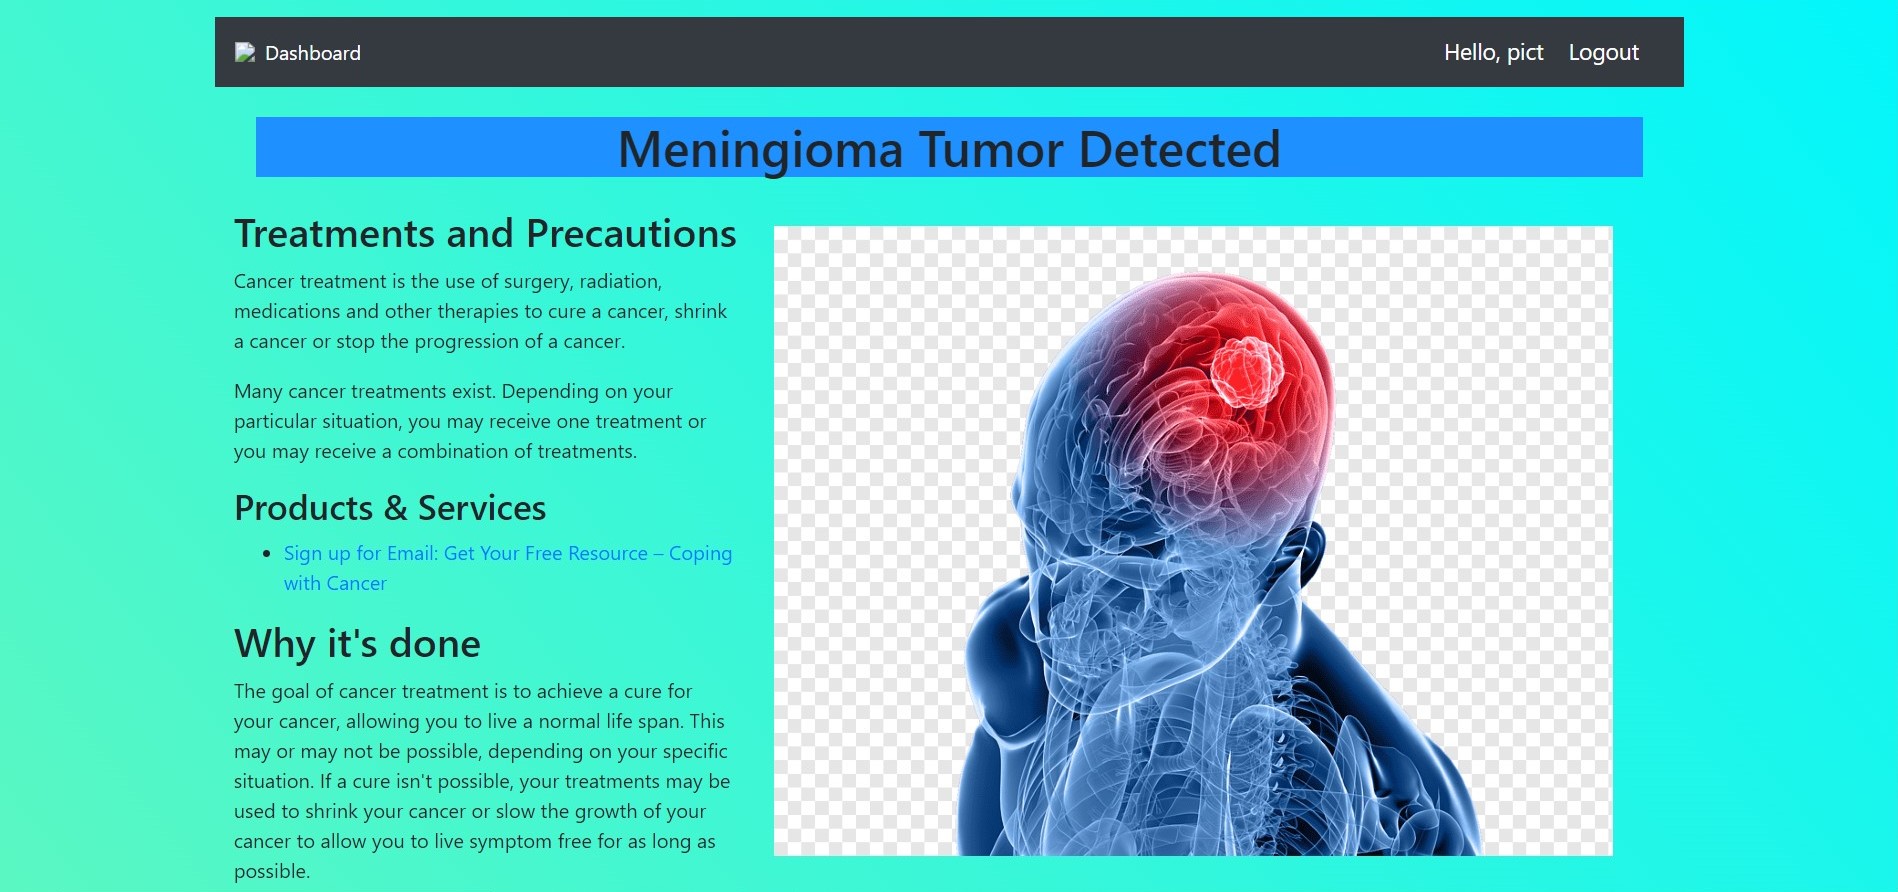 Dashboard
Hello, pict
Logout
Meningioma Tumor Detected
Treatments and Precautions
Cancer treatment is the use of surgery, radiation,
medications and other therapies to cure a cancer, shrink
a cancer or stop the progression of a cancer.
Many cancer treatments exist. Depending on your
particular situation, you may receive one treatment or
you may receive a combination of treatments.
Products & Services
Sign up for Email: Get Your Free Resource – Coping
with Cancer
Why it's done
The goal of cancer treatment is to achieve a cure for
your cancer, allowing you to live a normal life span. This
may or may not be possible, depending on your specific
situation. If a cure isn't possible, your treatments may be
used to shrink your cancer or slow the growth of your
cancer to allow you to live symptom free for as long as
possible.